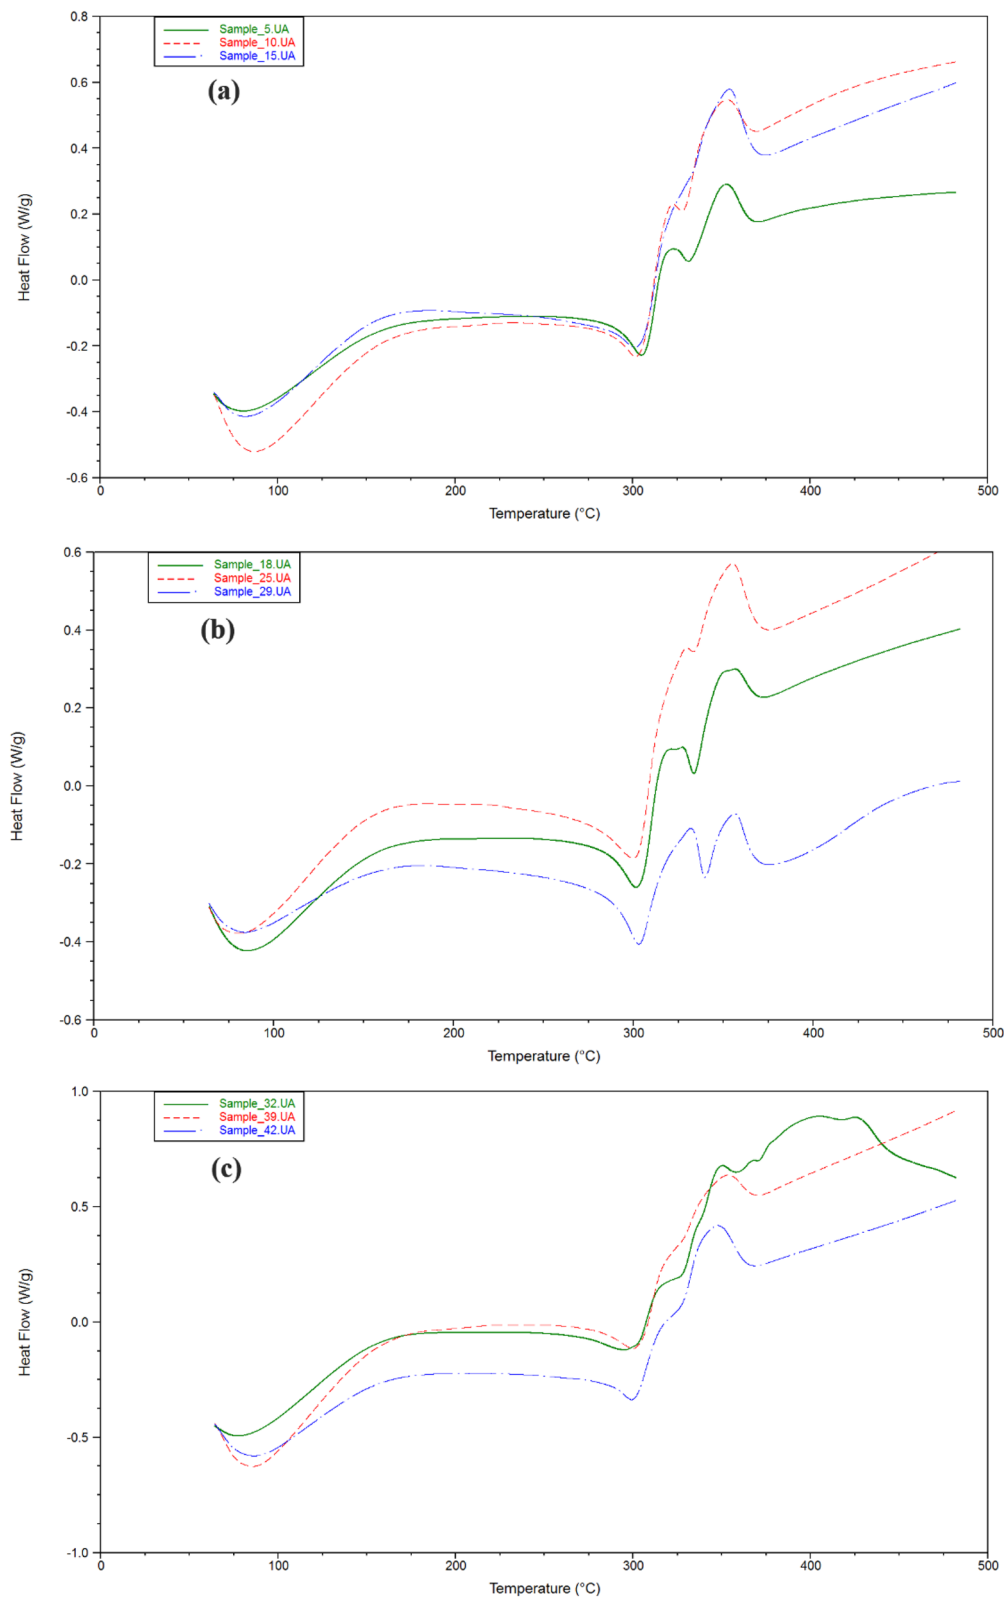 0.8
Sample_5.UA
Sample_10.UA
Sample_15.UA
(a)
0.6
0.4
0.2
0.0
-0.2
-0.4
-0.6
Heat Flow (W/g)
0 100 200 300 400 500
Temperature (°C)
0.6
Sample_18.UA
Sample_25.UA
Sample_29.UA
(b)
0.4
0.2
0.0
-0.2
-0.4
-0.6
Heat Flow (W/g)
0 100 200 300 400 500
Temperature (°C)
1.0
Sample_32.UA
Sample_39.UA
Sample_42.UA
(c)
0.5
0.0
-0.5
-1.0
Heat Flow (W/g)
0 100 200 300 400 500
Temperature (°C)